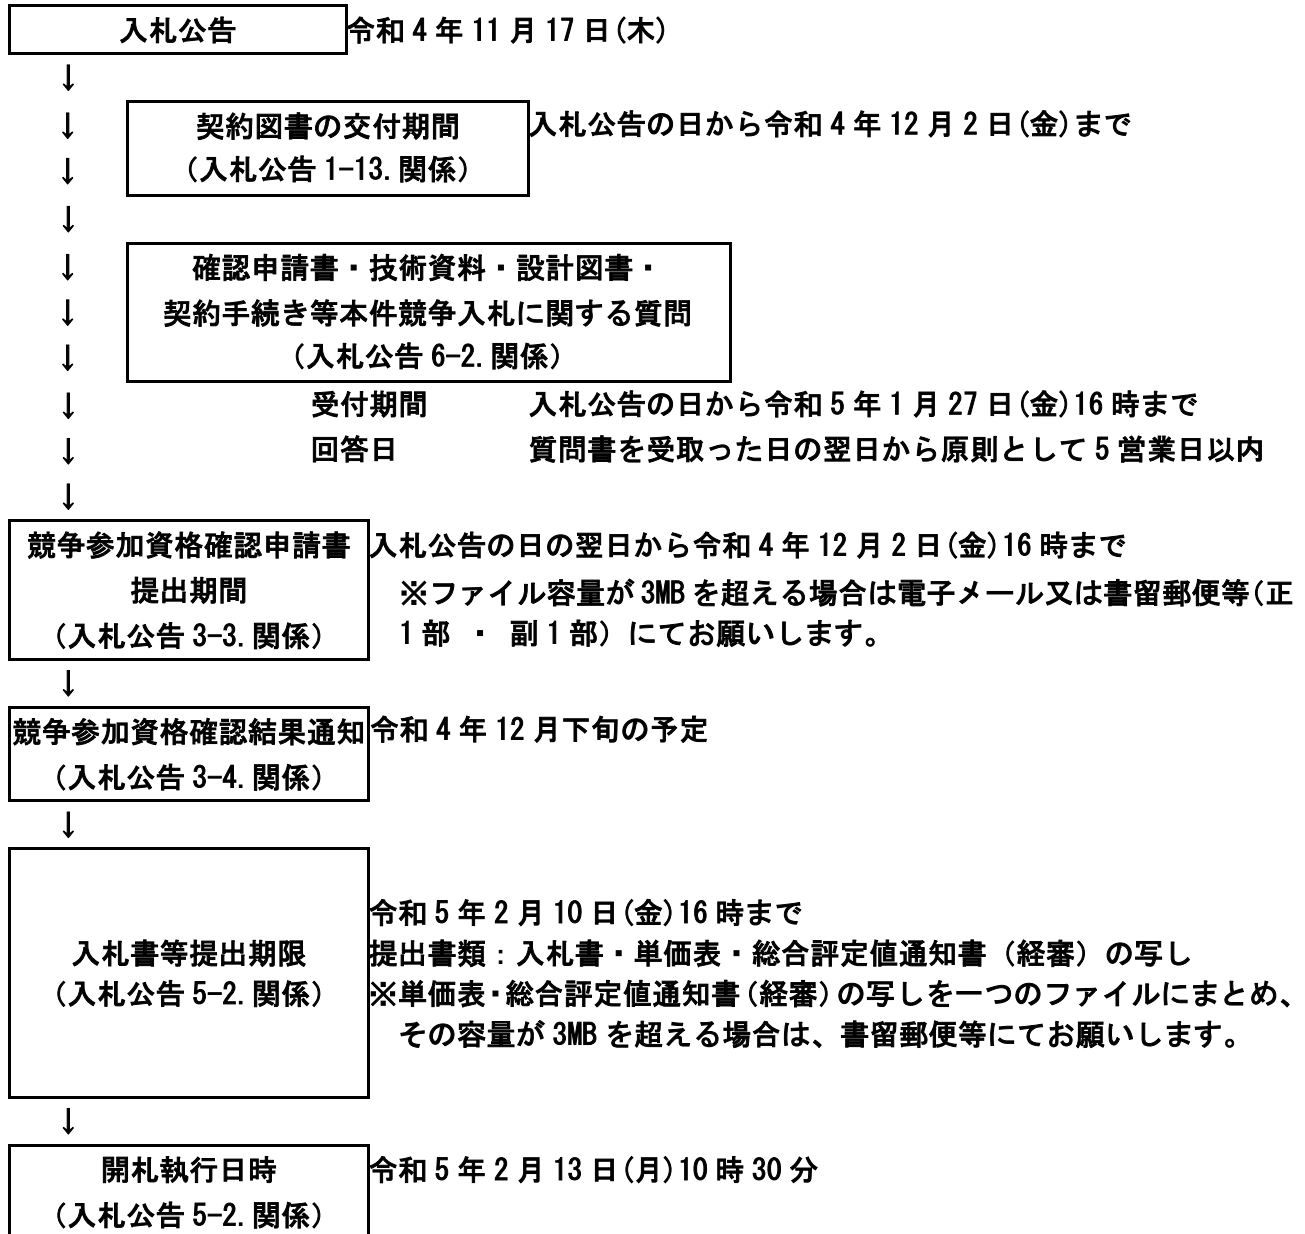 入札公告 令和4年11月17日(木)
↓
↓ 契約図書の交付期間 入札公告の日から令和4年12月2日(金)まで
↓ (入札公告1-13.関係)
↓
↓ 確認申請書・技術資料・設計図書・
↓ 契約手続き等本件競争入札に関する質問
↓ (入札公告6-2.関係)
↓ 受付期間 入札公告の日から令和5年1月27日(金)16時まで
↓ 回答日 質問書を受取った日の翌日から原則として5営業日以内
↓
競争参加資格確認申請書 入札公告の日の翌日から令和4年12月2日(金)16時まで
提出期間 ※ファイル容量が3MBを超える場合は電子メール又は書留郵便等(正
(入札公告3-3.関係) 1部 ・ 副1部) にてお願いします。
↓
競争参加資格確認結果通知 令和4年12月下旬の予定
(入札公告3-4.関係)
↓
令和5年2月10日(金)16時まで
入札書等提出期限 提出書類:入札書・単価表・総合評定値通知書(経審)の写し
(入札公告5-2.関係) ※単価表・総合評定値通知書(経審)の写しを一つのファイルにまとめ、
その容量が3MBを超える場合は、書留郵便等にてお願いします。
↓
開札執行日時 令和5年2月13日(月)10時30分
(入札公告5-2.関係)